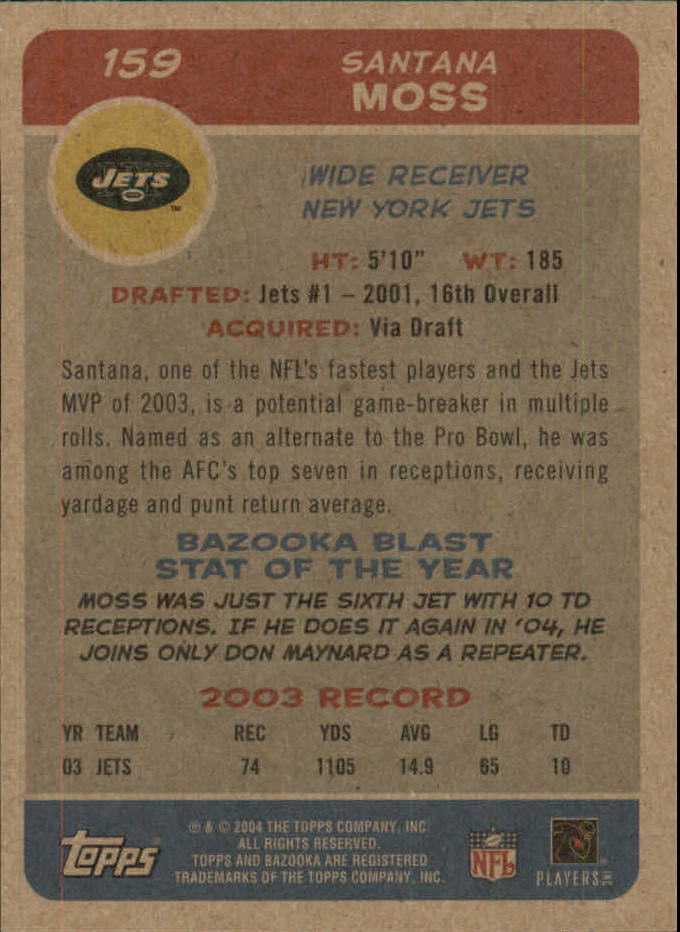 159
SANTANA
MOSS
JETS
TM
WIDE RECEIVER
NEW YORK JETS
HT: 5'10" WT: 185
DRAFTED: Jets #1 – 2001, 16th Overall
ACQUIRED: Via Draft
Santana, one of the NFL's fastest players and the Jets
MVP of 2003, is a potential game-breaker in multiple
rolls. Named as an alternate to the Pro Bowl, he was
among the AFC's top seven in receptions, receiving
yardage and punt return average.
BAZOOKA BLAST
STAT OF THE YEAR
MOSS WAS JUST THE SIXTH JET WITH 10 TD
RECEPTIONS. IF HE DOES IT AGAIN IN '04, HE
JOINS ONLY DON MAYNARD AS A REPEATER.
2003 RECORD
YR TEAM REC YDS AVG LG TD
03 JETS 74 1105 14.9 65 10
topps
℗ & © 2004 THE TOPPS COMPANY, INC
ALL RIGHTS RESERVED.
TOPPS AND BAZOOKA ARE REGISTERED
TRADEMARKS OF THE TOPPS COMPANY, INC.
NFL
PLAYERS INC